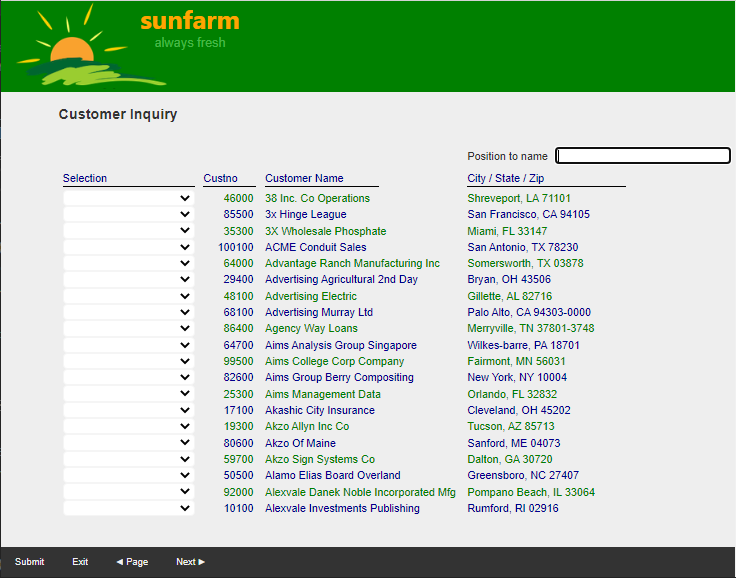 sunfarm
always fresh
Customer Inquiry
Position to name
Selection Custno Customer Name City / State / Zip
46000 38 Inc. Co Operations Shreveport, LA 71101
85500 3x Hinge League San Francisco, CA 94105
35300 3X Wholesale Phosphate Miami, FL 33147
100100 ACME Conduit Sales San Antonio, TX 78230
64000 Advantage Ranch Manufacturing Inc Somersworth, TX 03878
29400 Advertising Agricultural 2nd Day Bryan, OH 43506
48100 Advertising Electric Gillette, AL 82716
68100 Advertising Murray Ltd Palo Alto, CA 94303-0000
86400 Agency Way Loans Merryville, TN 37801-3748
64700 Aims Analysis Group Singapore Wilkes-barre, PA 18701
99500 Aims College Corp Company Fairmont, MN 56031
82600 Aims Group Berry Compositing New York, NY 10004
25300 Aims Management Data Orlando, FL 32832
17100 Akashic City Insurance Cleveland, OH 45202
19300 Akzo Allyn Inc Co Tucson, AZ 85713
80600 Akzo Of Maine Sanford, ME 04073
59700 Akzo Sign Systems Co Dalton, GA 30720
50500 Alamo Elias Board Overland Greensboro, NC 27407
92000 Alexvale Danek Noble Incorporated Mfg Pompano Beach, IL 33064
10100 Alexvale Investments Publishing Rumford, RI 02916
Submit Exit ◄ Page Next ►